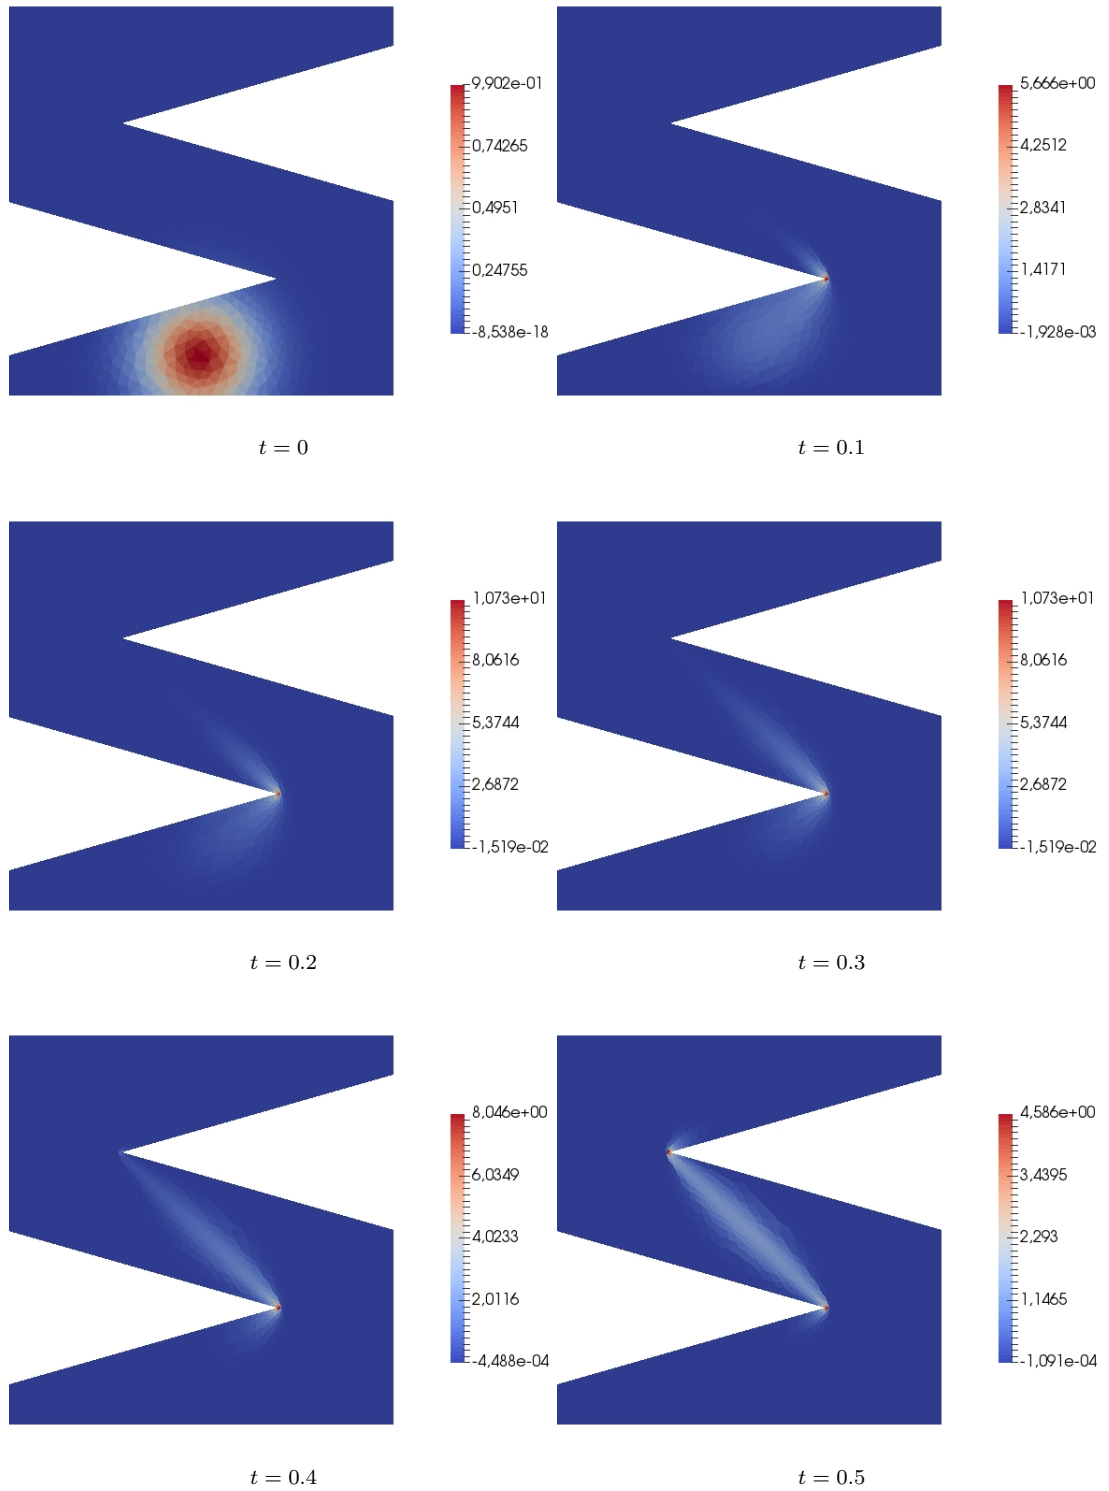 9,902e-01
0,74265
0,4951
0,24755
-8,538e-18
5,666e+00
4,2512
2,8341
1,4171
-1,928e-03
t = 0
t = 0.1
1,073e+01
8,0616
5,3744
2,6872
-1,519e-02
1,073e+01
8,0616
5,3744
2,6872
-1,519e-02
t = 0.2
t = 0.3
8,046e+00
6,0349
4,0233
2,0116
-4,488e-04
4,586e+00
3,4395
2,293
1,1465
-1,091e-04
t = 0.4
t = 0.5